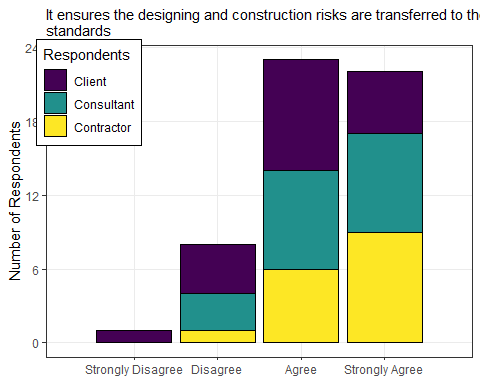 It ensures the designing and construction risks are transferred to the
standards
Respondents
Client
Consultant
Contractor
Number of Respondents
24
18
12
6
0
Strongly Disagree
Disagree
Agree
Strongly Agree